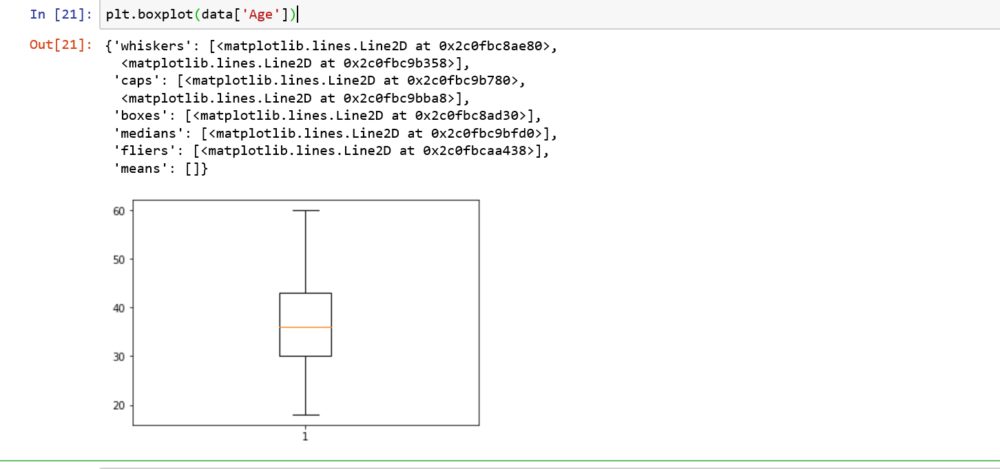 In [21]: plt.boxplot(data['Age'])
Out[21]: {'whiskers': [<matplotlib.lines.Line2D at 0x2c0fbc8ae80>,
<matplotlib.lines.Line2D at 0x2c0fbc9b358>],
'caps': [<matplotlib.lines.Line2D at 0x2c0fbc9b780>,
<matplotlib.lines.Line2D at 0x2c0fbc9bba8>],
'boxes': [<matplotlib.lines.Line2D at 0x2c0fbc8ad30>],
'medians': [<matplotlib.lines.Line2D at 0x2c0fbc9bfd0>],
'fliers': [<matplotlib.lines.Line2D at 0x2c0fbcaa438>],
'means': []}
60
50
40
30
20
1